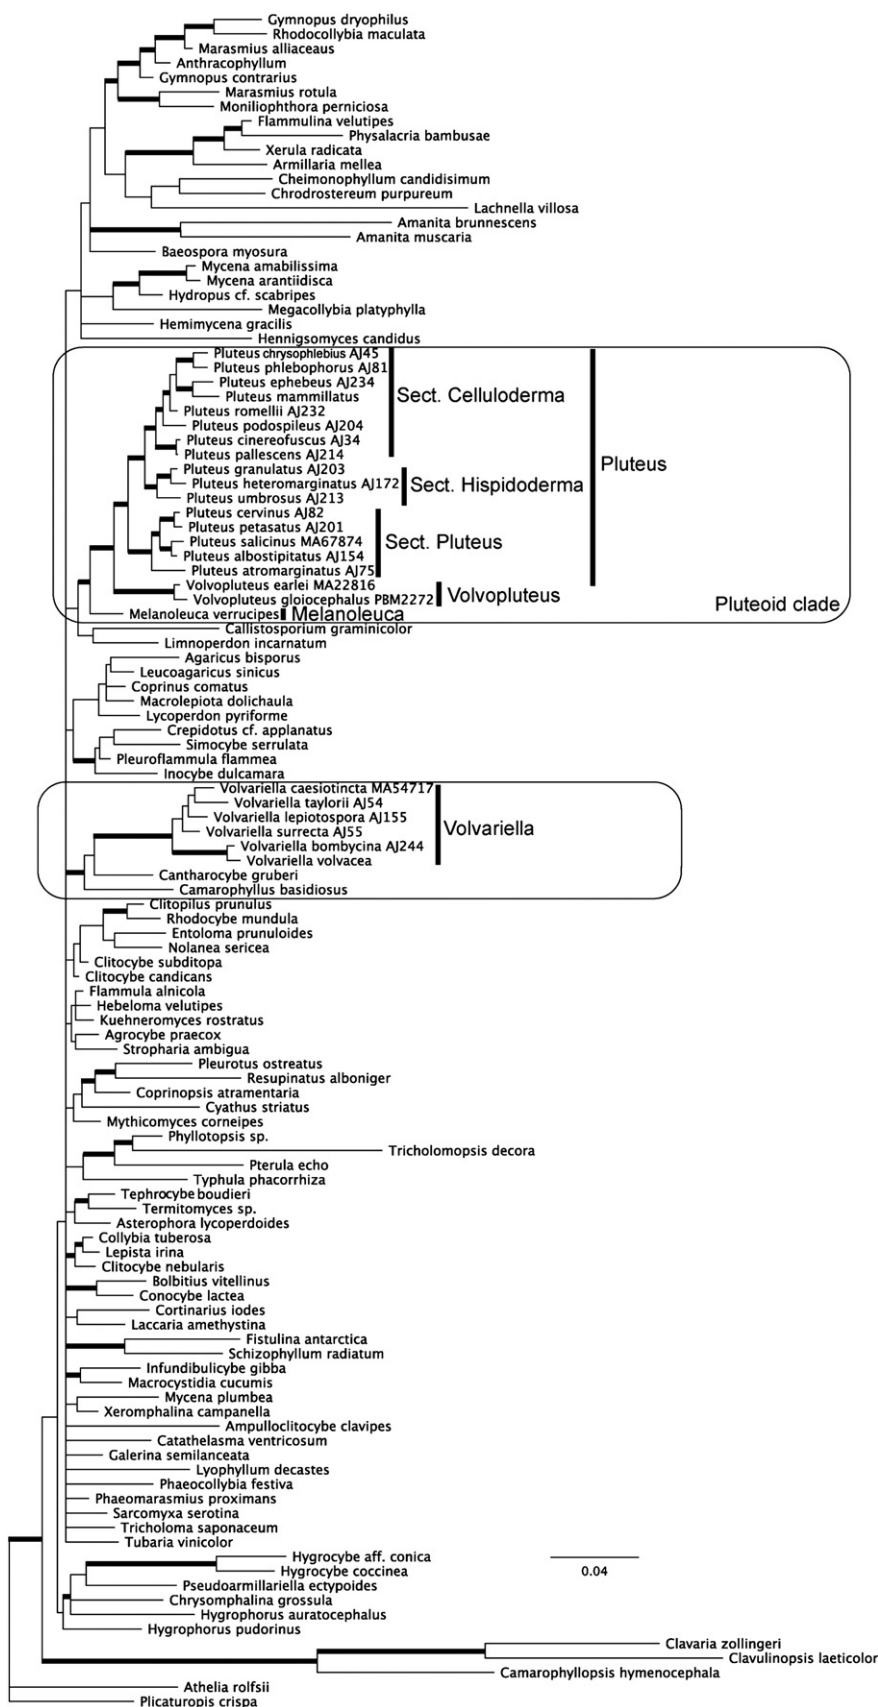 Gymnopus dryophilus
Rhodocollybia maculata
Marasmius alliaceaus
Anthracophyllum
Gymnopus contrarius
Marasmius rotula
Moniliophthora perniciosa
Flammulina velutipes
Physalacria bambusae
Xerula radicata
Armillaria mellea
Cheimonophyllum candidisimum
Chrodrostereum purpureum
Lachnella villosa
Amanita brunnescens
Amanita muscaria
Baeospora myosura
Mycena amabilissima
Mycena arantiidisca
Hydropus cf. scabripes
Megacollybia platyphylla
Hemimycena gracilis
Hennigsomyces candidus
Pluteus chrysophlebius AJ45
Pluteus phlebophorus AJ81
Pluteus ephebeus AJ234
Pluteus mammillatus
Sect. Celluloderma
Pluteus romellii AJ232
Pluteus podospileus AJ204
Pluteus cinereofuscus AJ34
Pluteus pallescens AJ214
Pluteus
Pluteus granulatus AJ203
Pluteus heteromarginatus AJ172
Sect. Hispidoderma
Pluteus umbrosus AJ213
Pluteus cervinus AJ82
Pluteus petasatus AJ201
Pluteus salicinus MA67874
Sect. Pluteus
Pluteus albostipitatus AJ154
Pluteus atromarginatus AJ75
Volvopluteus earlei MA22816
Volvopluteus
Volvopluteus gloiocephalus PBM2272
Pluteoid clade
Melanoleuca verrucipes
Melanoleuca
Callistosporium graminicolor
Limnoperdon incarnatum
Agaricus bisporus
Leucoagaricus sinicus
Coprinus comatus
Macrolepiota dolichaula
Lycoperdon pyriforme
Crepidotus cf. applanatus
Simocybe serrulata
Pleuroflammula flammea
Inocybe dulcamara
Volvariella caesiotincta MA54717
Volvariella taylorii AJ54
Volvariella lepiotospora AJ155
Volvariella
Volvariella surrecta AJ55
Volvariella bombycina AJ244
Volvariella volvacea
Cantharocybe gruberi
Camarophyllus basidiosus
Clitopilus prunulus
Rhodocybe mundula
Entoloma prunuloides
Nolanea sericea
Clitocybe subditopa
Clitocybe candicans
Flammula alnicola
Hebeloma velutipes
Kuehneromyces rostratus
Agrocybe praecox
Stropharia ambigua
Pleurotus ostreatus
Resupinatus alboniger
Coprinopsis atramentaria
Cyathus striatus
Mythicomyces corneipes
Phyllotopsis sp.
Tricholomopsis decora
Pterula echo
Typhula phacorrhiza
Tephrocybe boudieri
Termitomyces sp.
Asterophora lycoperdoides
Collybia tuberosa
Lepista irina
Clitocybe nebularis
Bolbitius vitellinus
Conocybe lactea
Cortinarius iodes
Laccaria amethystina
Fistulina antarctica
Schizophyllum radiatum
Infundibulicybe gibba
Macrocystidia cucumis
Mycena plumbea
Xeromphalina campanella
Ampulloclitocybe clavipes
Catathelasma ventricosum
Galerina semilanceata
Lyophyllum decastes
Phaeocollybia festiva
Phaeomarasmius proximans
Sarcomyxa serotina
Tricholoma saponaceum
Tubaria vinicolor
Hygrocybe aff. conica
Hygrocybe coccinea
0.04
Pseudoarmillariella ectypoides
Chrysomphalina grossula
Hygrophorus auratocephalus
Hygrophorus pudorinus
Clavaria zollingeri
Clavulinopsis laeticolor
Camarophyllopsis hymenocephala
Athelia rolfsii
Plicaturopis crispa